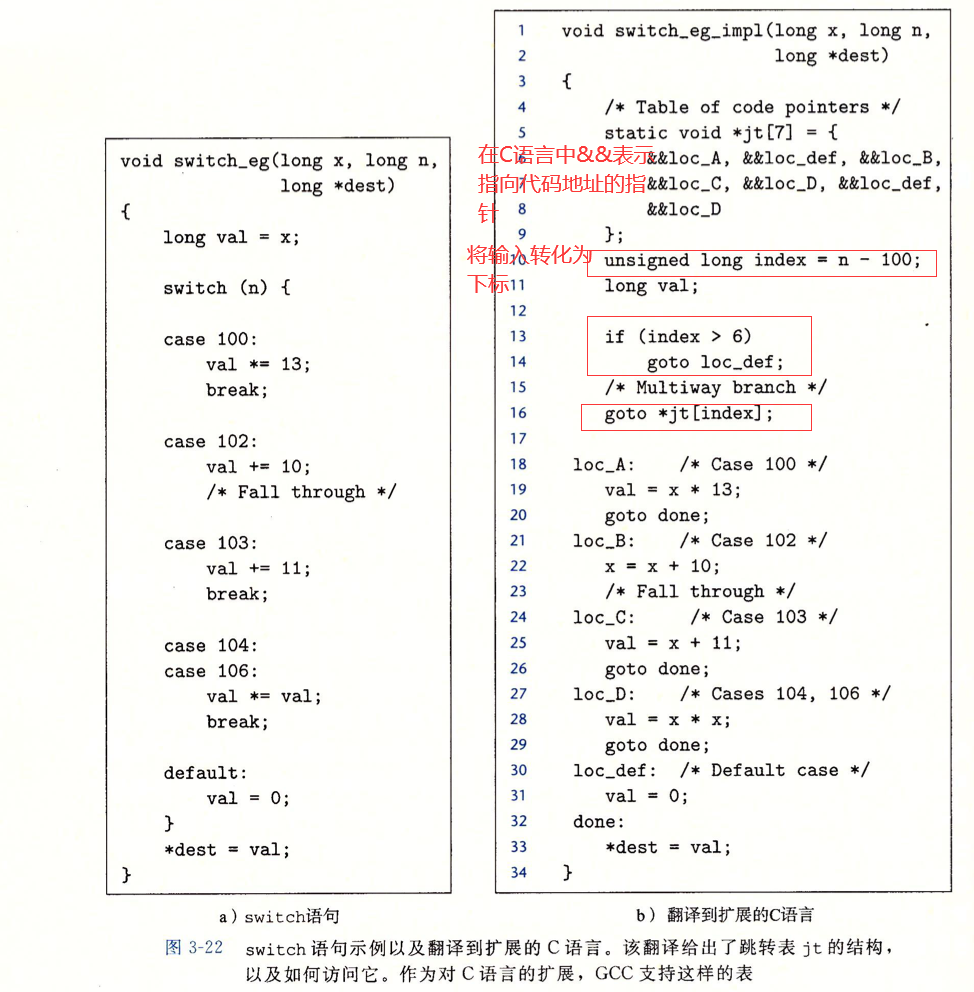 void switch_eg(long x, long n,
long *dest)
{
long val = x;
switch (n) {
case 100:
val *= 13;
break;
case 102:
val += 10;
/* Fall through */
case 103:
val += 11;
break;
case 104:
case 106:
val *= val;
break;
default:
val = 0;
}
*dest = val;
}
a) switch语句
1 void switch_eg_impl(long x, long n,
2 long *dest)
3 {
4 /* Table of code pointers */
5 static void *jt[7] = {
&&loc_A, &&loc_def, &&loc_B,
&&loc_C, &&loc_D, &&loc_def,
8 &&loc_D
9 };
10 unsigned long index = n - 100;
11 long val;
12
13 if (index > 6)
14 goto loc_def;
15 /* Multiway branch */
16 goto *jt[index];
17
18 loc_A: /* Case 100 */
19 val = x * 13;
20 goto done;
21 loc_B: /* Case 102 */
22 x = x + 10;
23 /* Fall through */
24 loc_C: /* Case 103 */
25 val = x + 11;
26 goto done;
27 loc_D: /* Cases 104, 106 */
28 val = x * x;
29 goto done;
30 loc_def: /* Default case */
31 val = 0;
32 done:
33 *dest = val;
34 }
b) 翻译到扩展的C语言
在C语言中&&表示
指向代码地址的指
针
将输入转化为
下标
图 3-22 switch 语句示例以及翻译到扩展的 C 语言。该翻译给出了跳转表 jt 的结构，
以及如何访问它。作为对 C 语言的扩展，GCC 支持这样的表